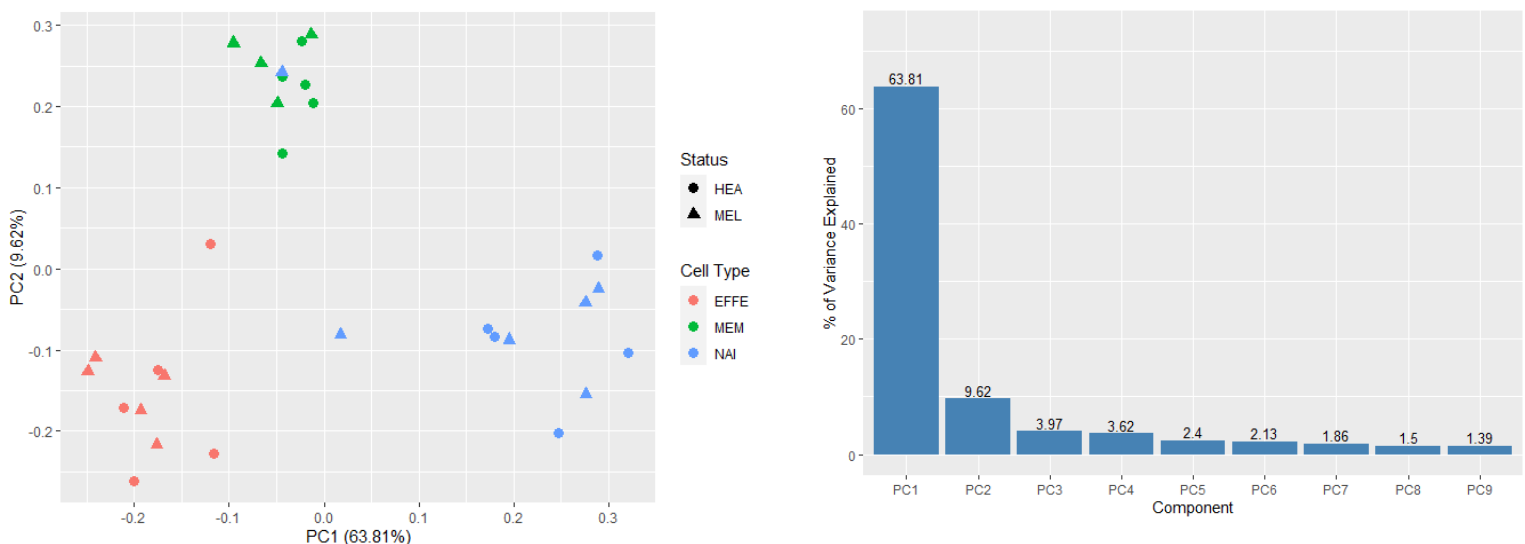 0.3
0.2
0.1
0.0
-0.1
-0.2
PC2 (9.62%)
-0.2
-0.1
0.0
0.1
0.2
0.3
PC1 (63.81%)
Status
HEA
MEL
Cell Type
EFFE
MEM
NAI
% of Variance Explained
60
40
20
0
63.81
9.62
3.97
3.62
2.4
2.13
1.86
1.5
1.39
PC1
PC2
PC3
PC4
PC5
PC6
PC7
PC8
PC9
Component